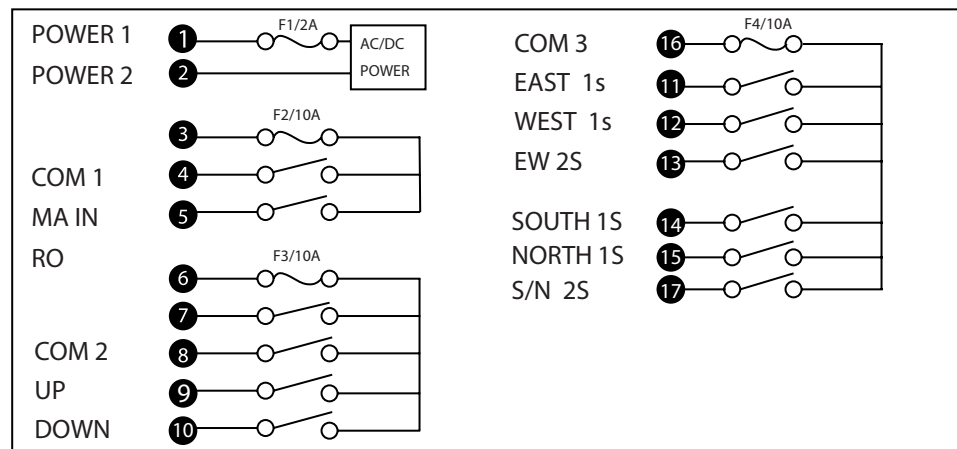 POWER 1 1 F1/2A AC/DC
POWER 2 2 POWER
3 F2/10A
COM 1 4
MA IN 5
RO
6 F3/10A
7
COM 2 8
UP 9
DOWN 10
COM 3 16 F4/10A
EAST 1s 11
WEST 1s 12
EW 2S 13
SOUTH 1S 14
NORTH 1S 15
S/N 2S 17